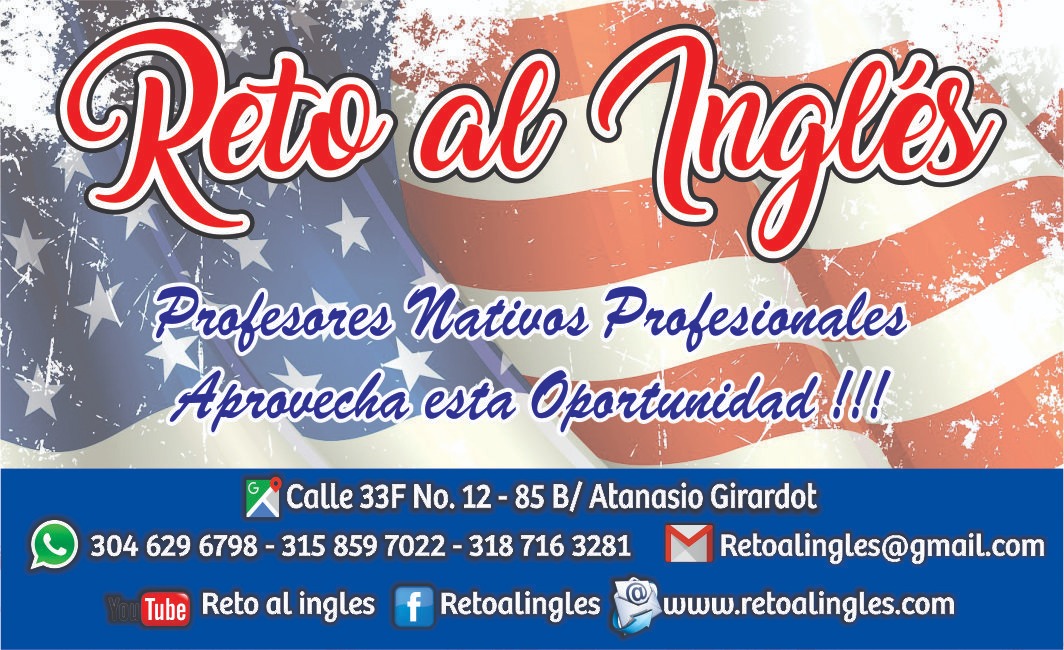 Reto al Inglés
Profesores Nativos Profesionales
Aprovecha esta Oportunidad !!!
G Calle 33F No. 12 - 85 B/ Atanasio Girardot
304 629 6798 - 315 859 7022 - 318 716 3281 Retoalingles@gmail.com
YouTube Reto al ingles f Retoalingles @ www.retoalingles.com